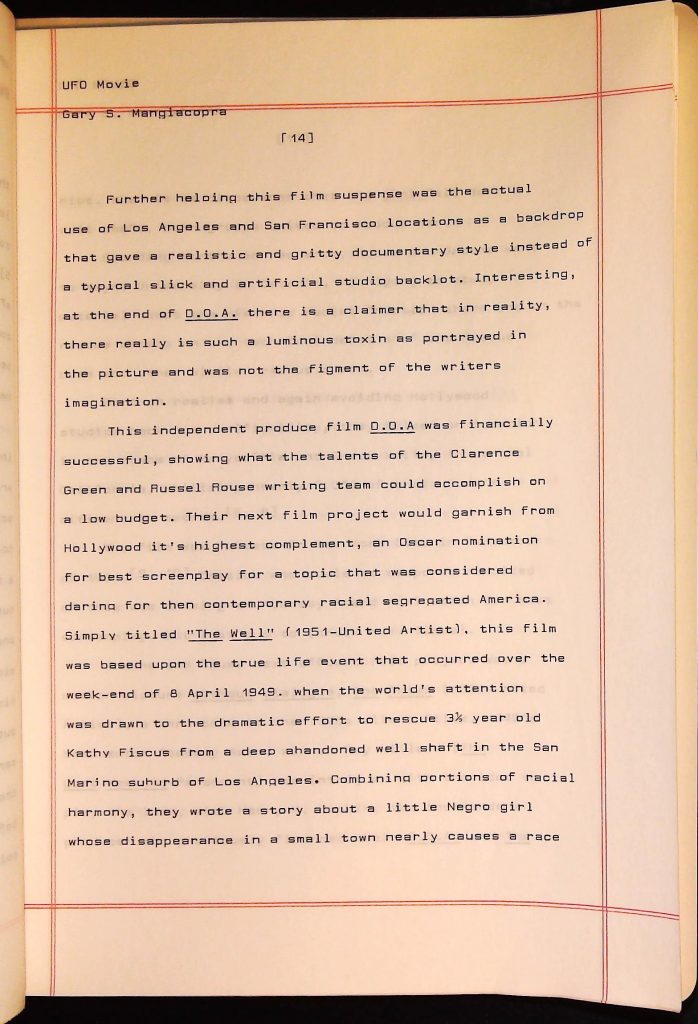 UFO Movie
Gary S. Mangiacopra
[14]
Further helping this film suspense was the actual
use of Los Angeles and San Francisco locations as a backdrop
that gave a realistic and gritty documentary style instead of
a typical slick and artificial studio backlot. Interesting,
at the end of D.O.A. there is a claimer that in reality,
there really is such a luminous toxin as portrayed in
the picture and was not the figment of the writers
imagination.
This independent produce film D.O.A was financially
successful, showing what the talents of the Clarence
Green and Russel Rouse writing team could accomplish on
a low budget. Their next film project would garnish from
Hollywood it's highest complement, an Oscar nomination
for best screenplay for a topic that was considered
daring for then contemporary racial segregated America.
Simply titled "The Well" (1951-United Artist), this film
was based upon the true life event that occurred over the
week-end of 8 April 1949. when the world's attention
was drawn to the dramatic effort to rescue 3½ year old
Kathy Fiscus from a deep abandoned well shaft in the San
Marino suburb of Los Angeles. Combining portions of racial
harmony, they wrote a story about a little Negro girl
whose disappearance in a small town nearly causes a race